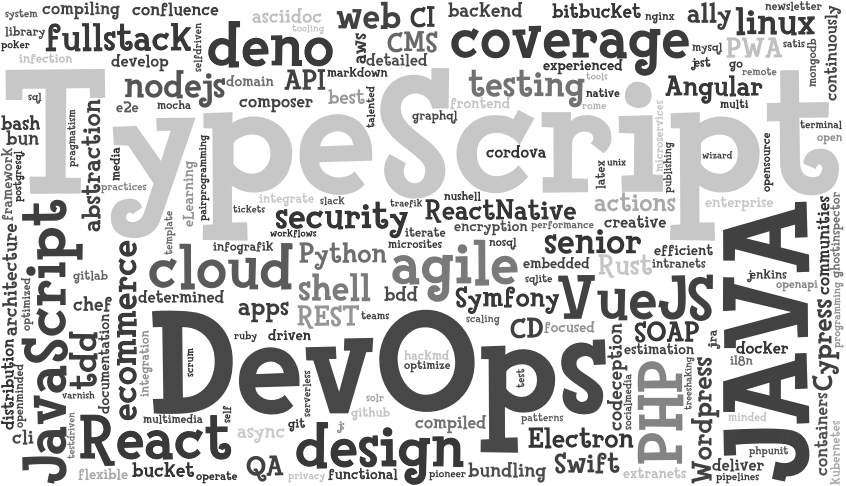 system
compiling
confluence
asciidoc
tooling
web
CI
backend
bitbucket
nginx
ally
linux
newsletter
continuously
library
poker
fullstack
selfdriven
deno
aws
CMS
coverage
mysql
PWA
satis
mongodb
infection
develop
detailed
experienced
jest
go
remote
nodejs
domain
API
markdown
testing
tools
native
Angular
multi
sql
TypeScript
e2e
mocha
composer
best
talented
frontend
graphql
rome
microservices
terminal
open
bash
bun
pragmatism
abstraction
media
pairprogramming
cordova
latex
unix
publishing
wizard
opensource
postgresql
framework
practices
eLearning
integrate
slack
traefik
nushell
actions
enterprise
tickets
security
ReactNative
creative
template
workflows
iterate
encryption
performance
JavaScript
architecture
infografik
Python
microsites
nosql
senior
efficient
JAVA
communities
ghostinspector
cloud
agile
embedded
Rust
intranets
gitlab
ecommerce
shell
sqlite
jenkins
openapi
optimized
chef
determined
apps
bdd
Symfony
VueJS
programming
REST
teams
scaling
CD
focused
SOAP
jira
Cypress
distribution
tdd
documentation
integration
DevOps
ruby
driven
codeception
estimation
docker
il8n
scrum
hackmd
optimize
test
socialmedia
PHP
treeshaking
Wordpress
openminded
varnish
serverless
solr
github
multimedia
self
git
jr
compiled
patterns
minded
containers
kubernetes
cli
testdriven
React
async
design
Electron
phpunit
flexible
bucket
operate
QA
privacy
functional
pioneer
bundling
Swift
extranets
deliver
pipelines